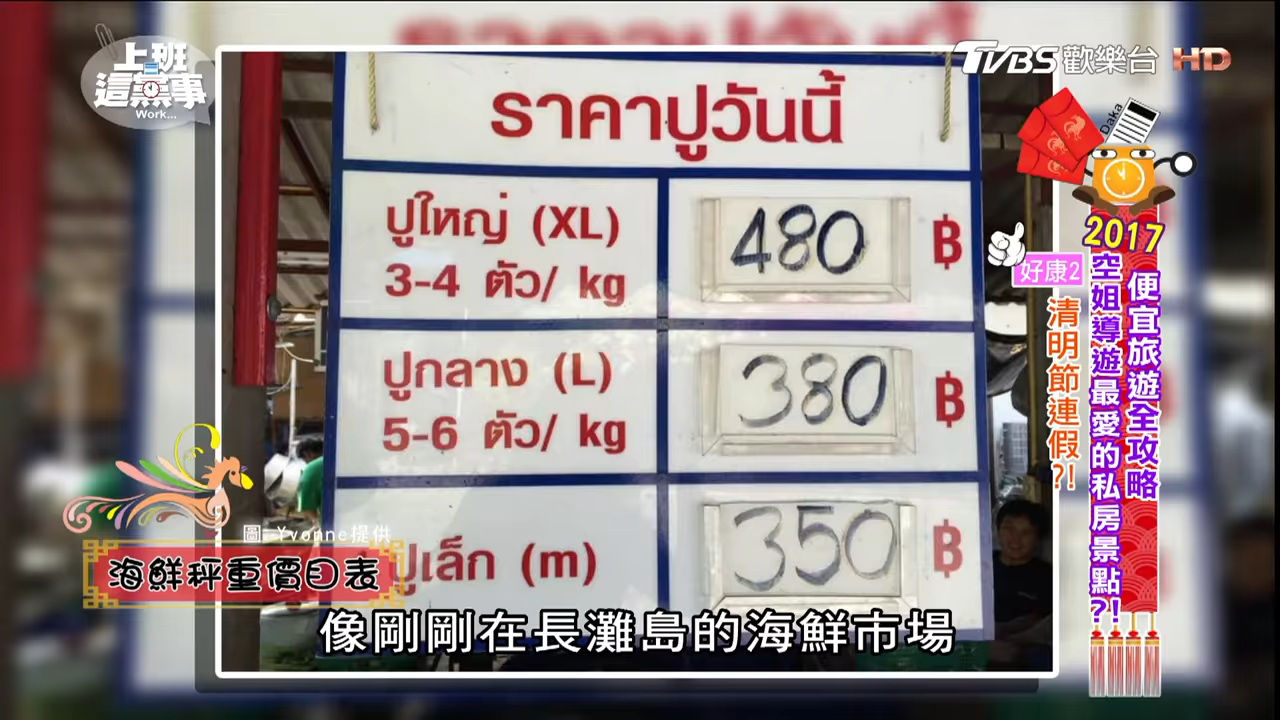 上班
這黨事
Work...
TVBS歡樂台 HD
ราคาปูวันนี้
ปูใหญ่ (XL)
3-4 ตัว/ kg
480 ฿
ปูกลาง (L)
5-6 ตัว/ kg
380 ฿
ปูเล็ก (m)
350 ฿
Daka
2017 便宜旅遊全攻略
空姐導遊最愛的私房景點?!
好康2
清明節連假?!
圖 Yvonne提供
海鮮秤重價目表
像剛剛在長灘島的海鮮市場